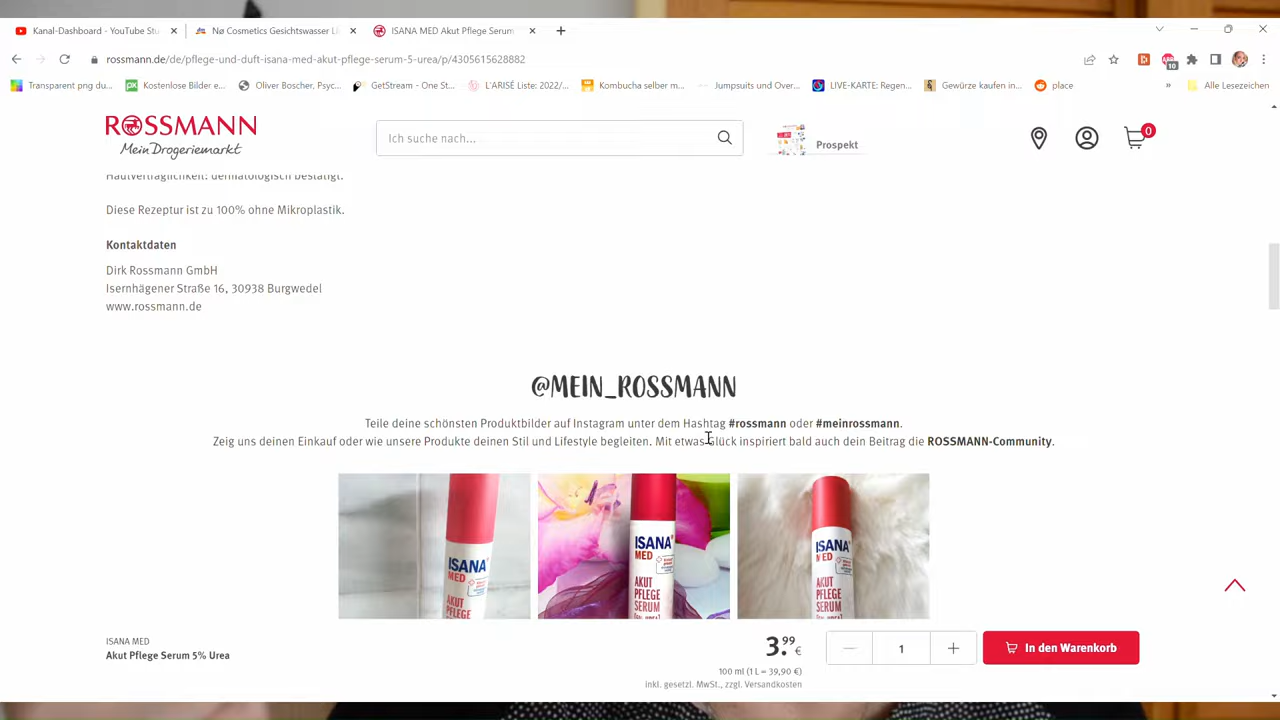 Kanal-Dashboard - YouTube Stu
Nø Cosmetics Gesichtswasser Li
ISANA MED Akut Pflege Serum
rossmann.de/de/pflege-und-duft-isana-med-akut-pflege-serum-5-urea/p/4305615628882
Transparent png du...
Kostenlose Bilder e...
Oliver Boscher, Psyc...
GetStream - One St...
L'ARISÉ Liste: 2022/...
Kombucha selber m...
Jumpsuits und Over...
LIVE-KARTE: Regen...
Gewürze kaufen in...
place
»
Alle Lesezeichen
10
ROSSMANN
Mein Drogeriemarkt
Ich suche nach...
Prospekt
0
Hautverträglichkeit: dermatologisch bestätigt.
Diese Rezeptur ist zu 100% ohne Mikroplastik.
Kontaktdaten
Dirk Rossmann GmbH
Isernhägener Straße 16, 30938 Burgwedel
www.rossmann.de
@MEIN_ROSSMANN
Teile deine schönsten Produktbilder auf Instagram unter dem Hashtag #rossmann oder #meinrossmann.
Zeig uns deinen Einkauf oder wie unsere Produkte deinen Stil und Lifestyle begleiten. Mit etwas Glück inspiriert bald auch dein Beitrag die ROSSMANN-Community.
ISANA
MED
AKUT
PFLEGE
ISANA
MED
AKUT
PFLEGE
SERUM
ISANA
MED
AKUT
PFLEGE
SERUM
ISANA MED
Akut Pflege Serum 5% Urea
3.99 €
100 ml (1 L = 39,90 €)
inkl. gesetzl. MwSt., zzgl. Versandkosten
1
In den Warenkorb